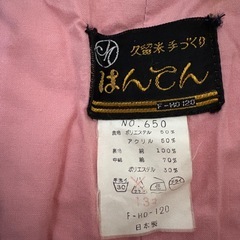 久留米手づくり
はんてん
F-HO 120
NO.650
表地 ポリエステル 50%
アクリル 50%
裏地 綿 100%
中綿 綿 70%
ポリエステル 30%
F-HO-120
日本製